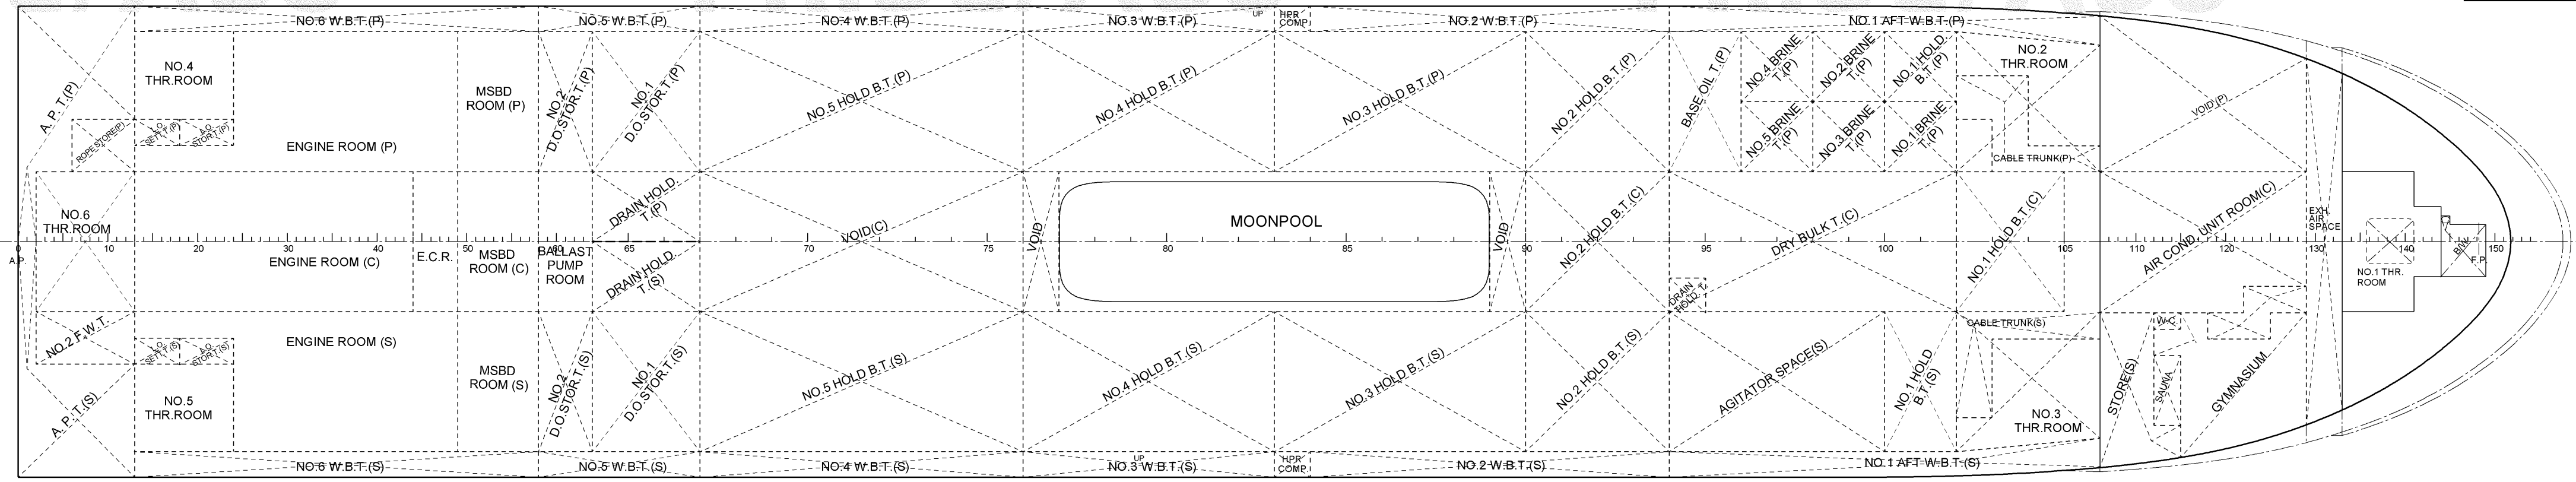 NO.6 W.B.T.(P)
NO.5 W.B.T.(P)
NO.4 W.B.T.(P)
NO.3 W.B.T.(P)
UP
HPR
COMP.
NO.2 W.B.T.(P)
NO.1 AFT W.B.T.(P)
A. P. T.(P)
NO.4
THR.ROOM
ROPE STORE(P)
L.O.
SETT.T.(P)
L.O.
STOR.T.(P)
ENGINE ROOM (P)
MSBD
ROOM (P)
NO.2
D.O.STOR.T.(P)
NO.1
D.O.STOR.T.(P)
NO.5 HOLD B.T.(P)
NO.4 HOLD B.T.(P)
NO.3 HOLD B.T.(P)
NO.2 HOLD B.T.(P)
BASE OIL T.(P)
NO.4 BRINE
T.(P)
NO.2 BRINE
T.(P)
NO.1 HOLD.
B.T.(P)
NO.5 BRINE
T.(P)
NO.3 BRINE
T.(P)
NO.1 BRINE
T.(P)
NO.2
THR.ROOM
CABLE TRUNK(P)
VOID(P)
NO.6
THR.ROOM
ENGINE ROOM (C)
E.C.R.
MSBD
ROOM (C)
BALLAST
PUMP
ROOM
DRAIN HOLD.
T.(P)
DRAIN HOLD.
T.(S)
VOID(C)
VOID
MOONPOOL
VOID
NO.2 HOLD B.T.(C)
DRAIN
HOLD. T.
DRY BULK T.(C)
NO.1 HOLD B.T.(C)
AIR COND. UNIT ROOM(C)
EXH.
AIR
SPACE
NO.1 THR.
ROOM
B/W
F.P.
A.P.
0 10 20 30 40 50 60 65 70 75 80 85 90 95 100 105 110 120 130 140 150
NO.2 F.W.T.
A. P. T.(S)
L.O.
SETT.T.(S)
L.O.
STOR.T.(S)
NO.5
THR.ROOM
ENGINE ROOM (S)
MSBD
ROOM (S)
NO.2
D.O.STOR.T.(S)
NO.1
D.O.STOR.T.(S)
NO.5 HOLD B.T.(S)
NO.4 HOLD B.T.(S)
NO.3 HOLD B.T.(S)
NO.2 HOLD B.T.(S)
AGITATOR SPACE(S)
NO.1 HOLD
B.T.(S)
CABLE TRUNK(S)
NO.3
THR.ROOM
STORE(S)
W.C.
SAUNA
GYMNASIUM
NO.6 W.B.T.(S)
NO.5 W.B.T.(S)
NO.4 W.B.T.(S)
UP
NO.3 W.B.T.(S)
HPR
COMP.
NO.2 W.B.T.(S)
NO.1 AFT W.B.T.(S)